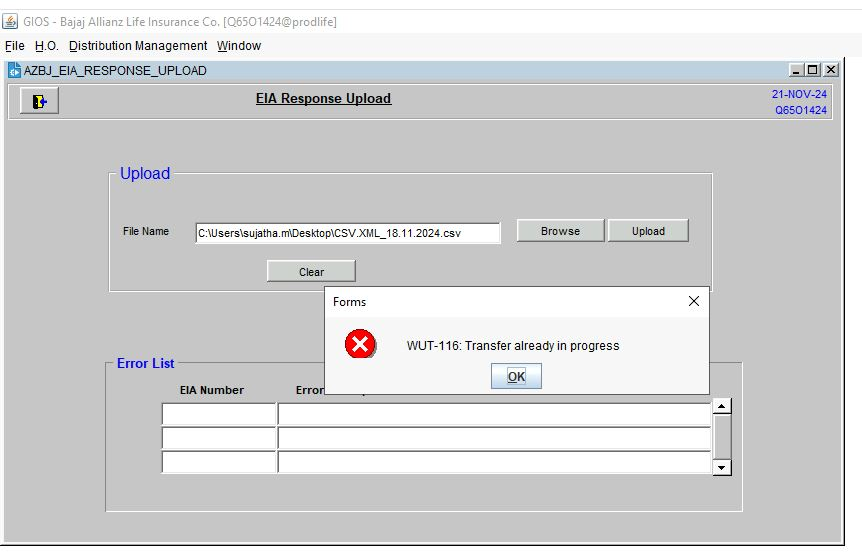 GIOS - Bajaj Allianz Life Insurance Co. [Q65O1424@prodlife]
File H.O. Distribution Management Window
AZBJ_EIA_RESPONSE_UPLOAD
EIA Response Upload
21-NOV-24
Q65O1424
Upload
File Name C:\Users\sujatha.m\Desktop\CSV.XML_18.11.2024.csv Browse Upload
Clear
Forms
WUT-116: Transfer already in progress
OK
Error List
EIA Number Error